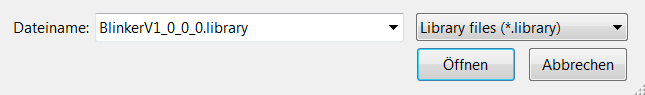 Dateiname: BlinkerV1_0_0_0.library Library files (*.library)
Öffnen Abbrechen